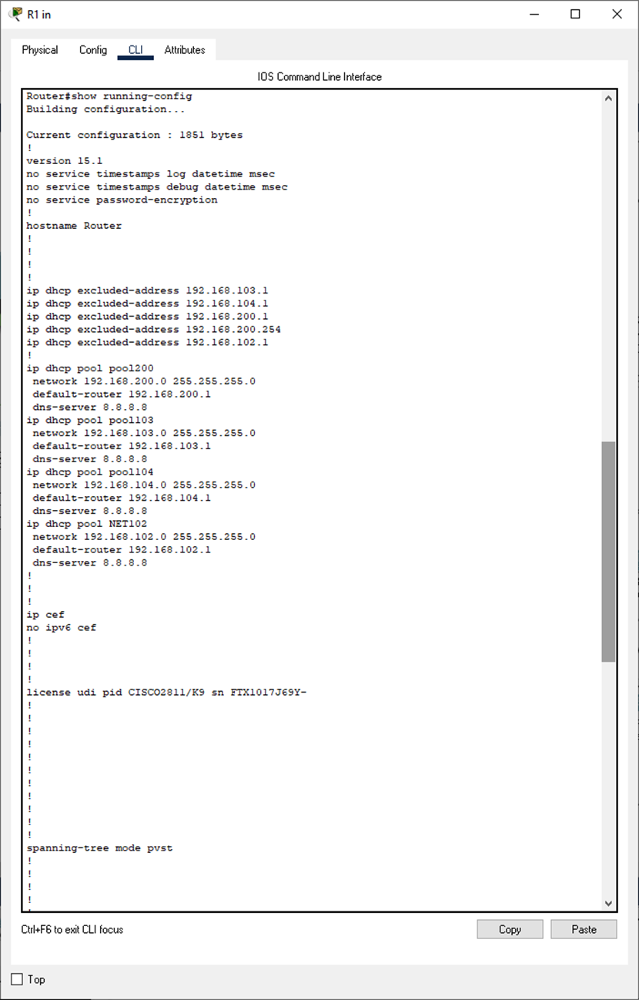 R1 in
Physical Config CLI Attributes
IOS Command Line Interface
Router#show running-config
Building configuration...
Current configuration : 1851 bytes
!
version 15.1
no service timestamps log datetime msec
no service timestamps debug datetime msec
no service password-encryption
!
hostname Router
!
!
!
!
ip dhcp excluded-address 192.168.103.1
ip dhcp excluded-address 192.168.104.1
ip dhcp excluded-address 192.168.200.1
ip dhcp excluded-address 192.168.200.254
ip dhcp excluded-address 192.168.102.1
!
ip dhcp pool pool200
 network 192.168.200.0 255.255.255.0
 default-router 192.168.200.1
 dns-server 8.8.8.8
ip dhcp pool pool103
 network 192.168.103.0 255.255.255.0
 default-router 192.168.103.1
 dns-server 8.8.8.8
ip dhcp pool pool104
 network 192.168.104.0 255.255.255.0
 default-router 192.168.104.1
 dns-server 8.8.8.8
ip dhcp pool NET102
 network 192.168.102.0 255.255.255.0
 default-router 192.168.102.1
 dns-server 8.8.8.8
!
!
!
ip cef
no ipv6 cef
!
!
!
!
license udi pid CISCO2811/K9 sn FTX1017J69Y-
!
!
!
!
!
!
!
!
!
!
!
spanning-tree mode pvst
!
!
!
!
Ctrl+F6 to exit CLI focus
Copy Paste
Top